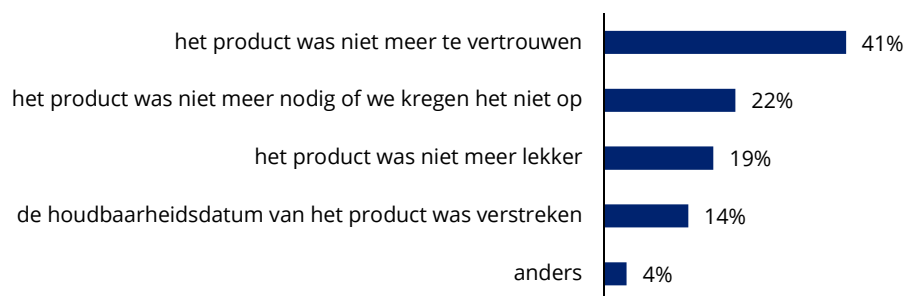 het product was niet meer te vertrouwen 41%
het product was niet meer nodig of we kregen het niet op 22%
het product was niet meer lekker 19%
de houdbaarheidsdatum van het product was verstreken 14%
anders 4%